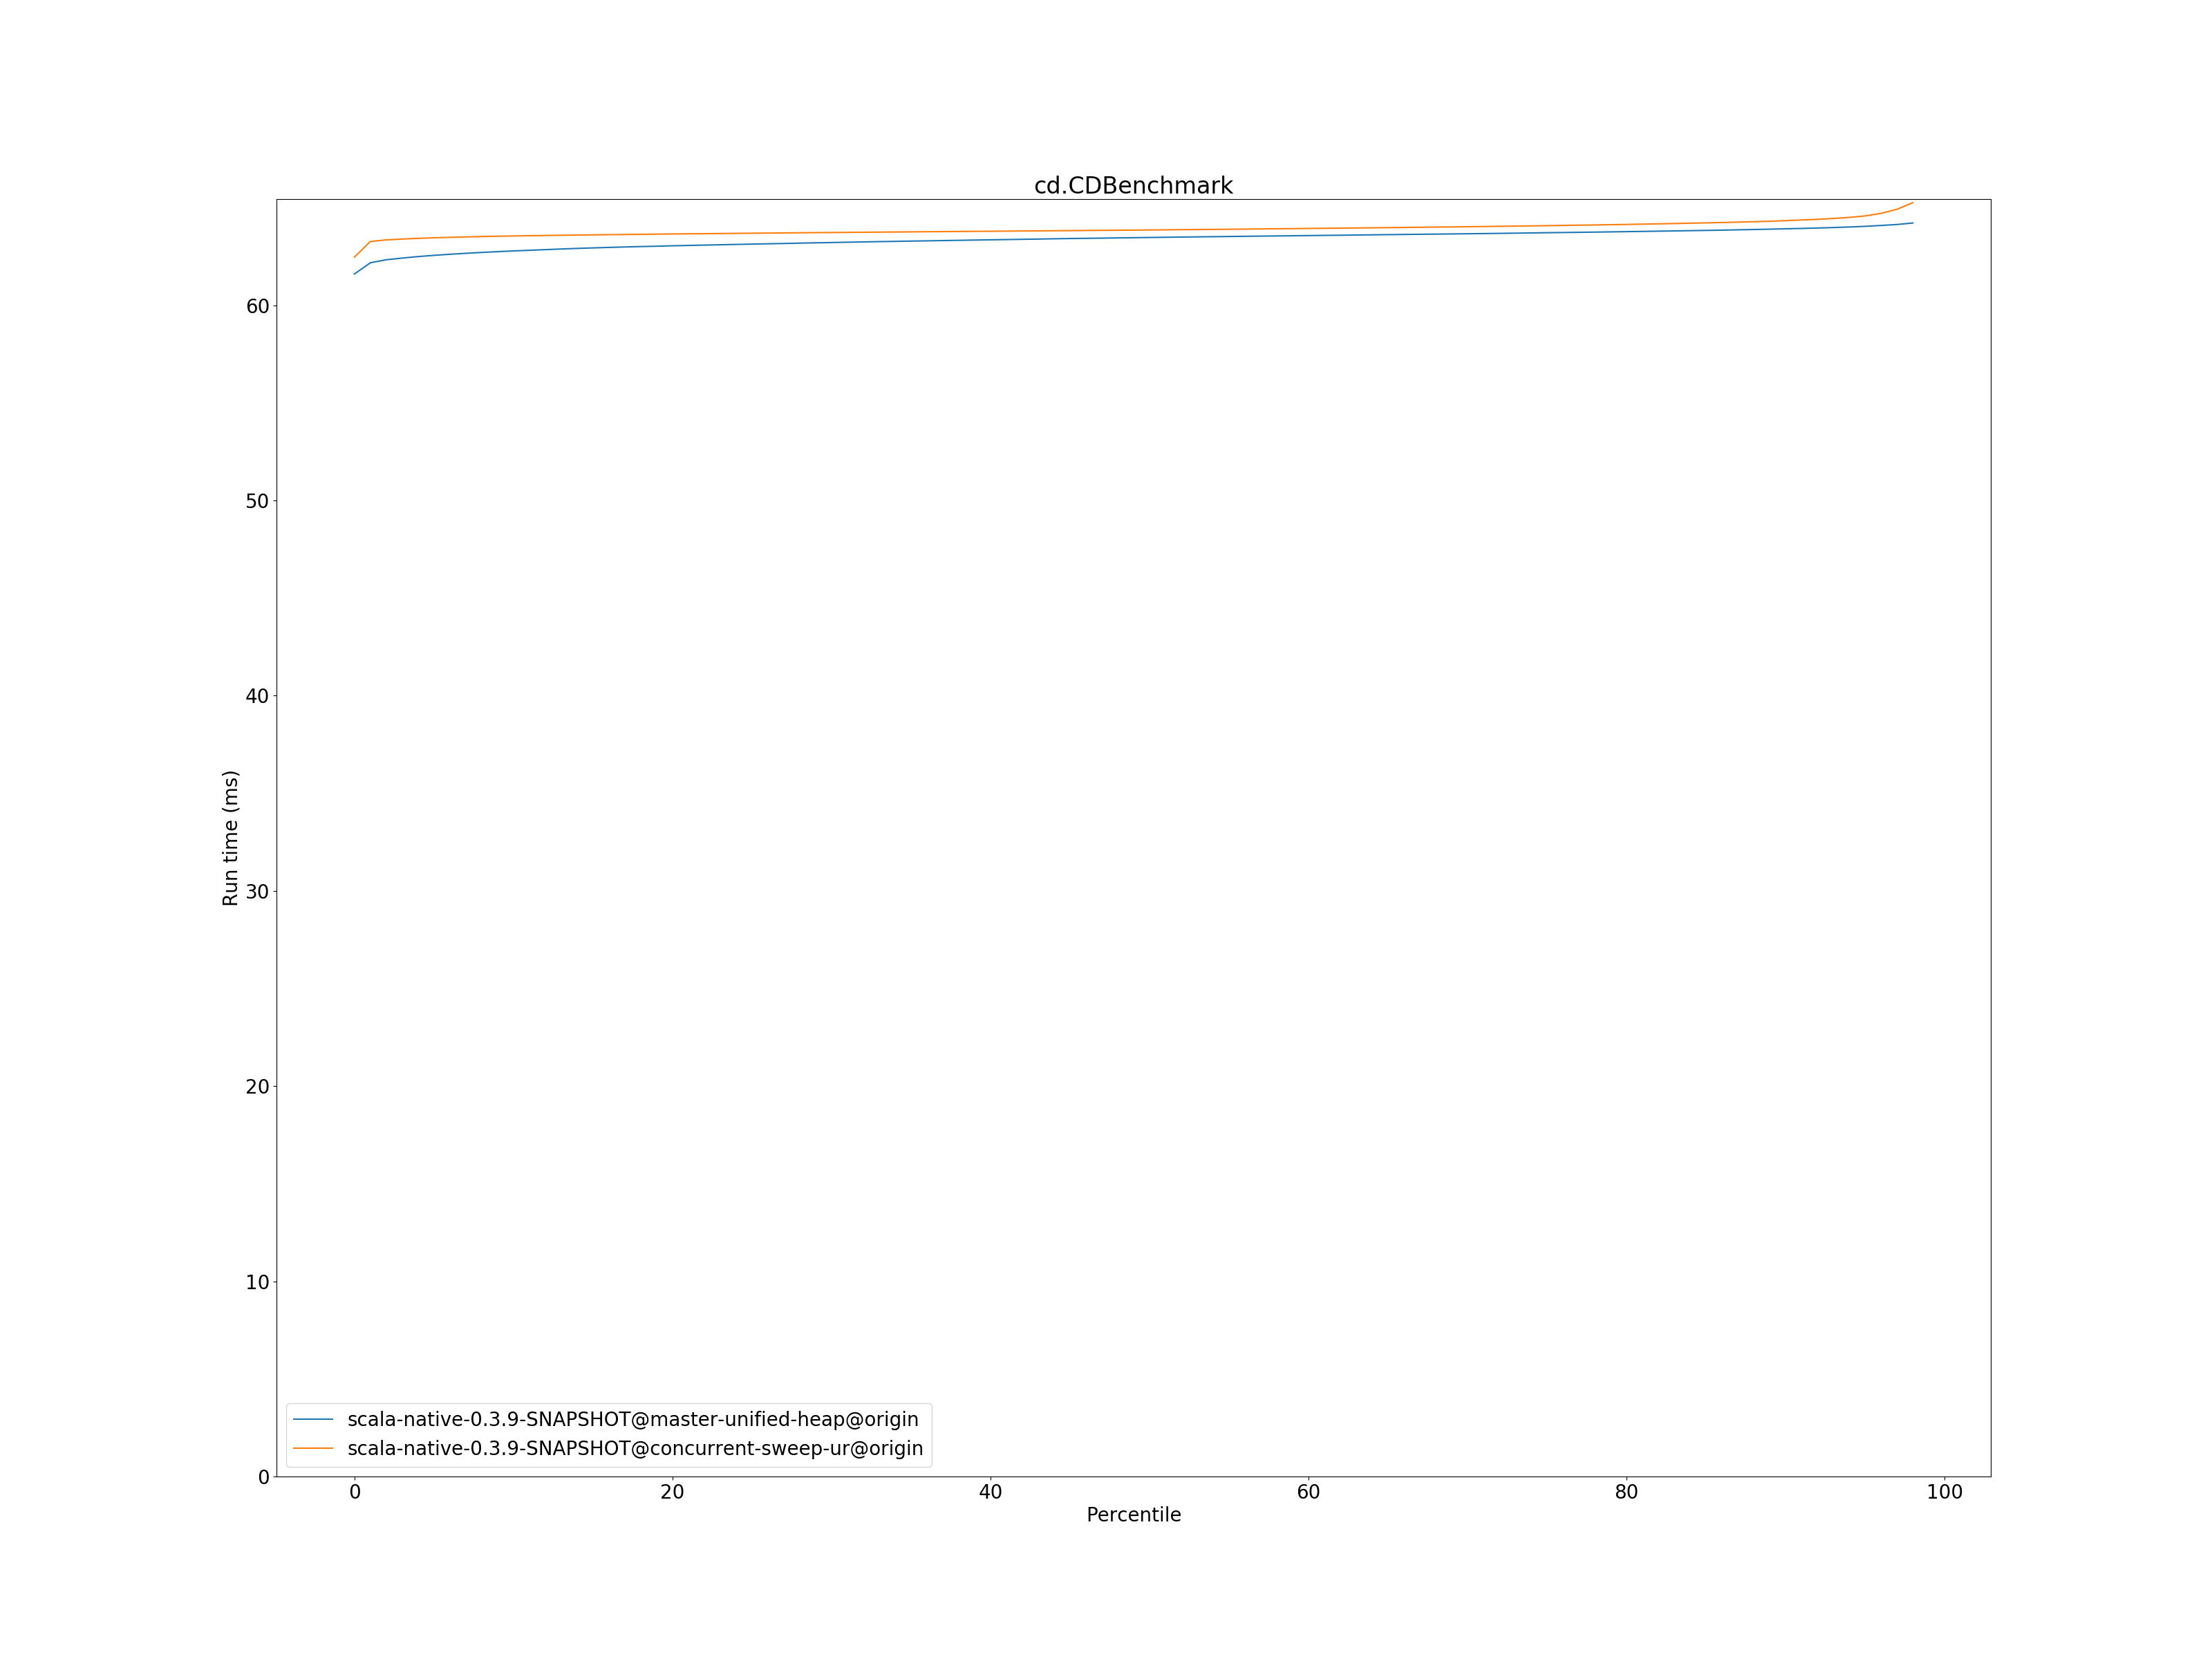 cd.CDBenchmark
Run time (ms)
60
50
40
30
20
10
0
scala-native-0.3.9-SNAPSHOT@master-unified-heap@origin
scala-native-0.3.9-SNAPSHOT@concurrent-sweep-ur@origin
0 20 40 60 80 100
Percentile